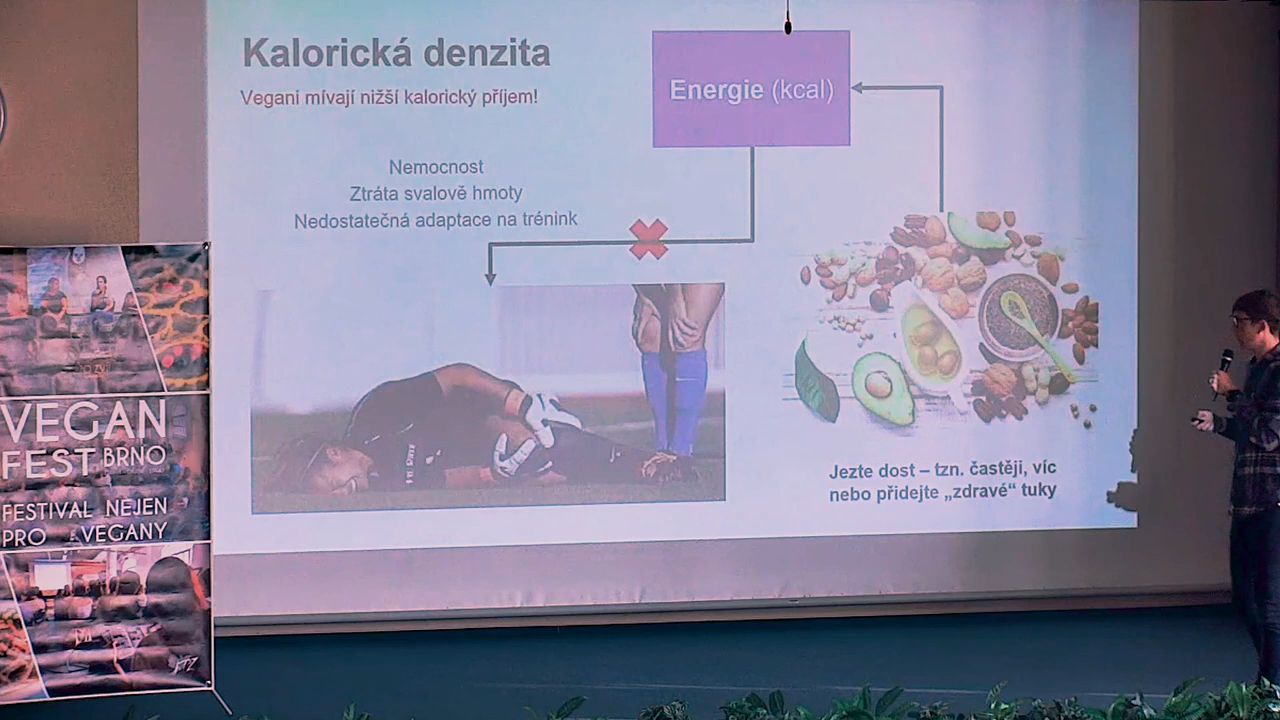 Kalorická denzita
Vegani mívají nižší kalorický příjem!
Energie (kcal)
Nemocnost
Ztráta svalově hmoty
Nedostatečná adaptace na trénink
Jezte dost – tzn. častěji, víc
nebo přidejte „zdravé“ tuky
VEGAN
FEST BRNO
FESTIVAL NEJEN
PRO VEGANY